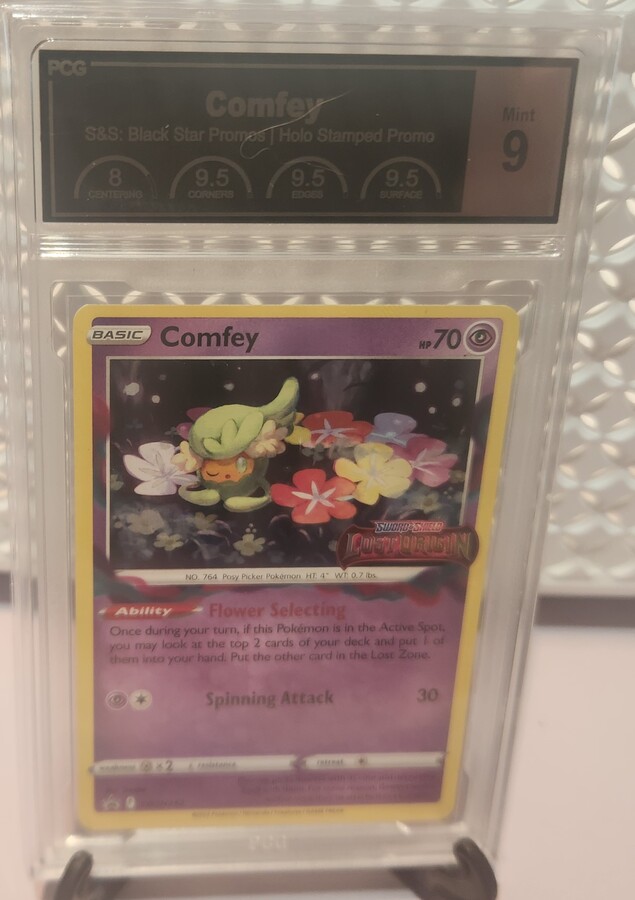 PCG
Comfey
S&S: Black Star Promos | Holo Stamped Promo
Mint
9
8 9.5 9.5 9.5
CENTERING CORNERS EDGES SURFACE
BASIC Comfey HP 70
SWORD & SHIELD
LOST ORIGIN
NO. 764 Posy Picker Pokémon HT: 4" WT: 0.7 lbs.
Ability Flower Selecting
Once during your turn, if this Pokémon is in the Active Spot,
you may look at the top 2 cards of your deck and put 1 of
them into your hand. Put the other card in the Lost Zone.
Spinning Attack 30
weakness ×2 resistance retreat